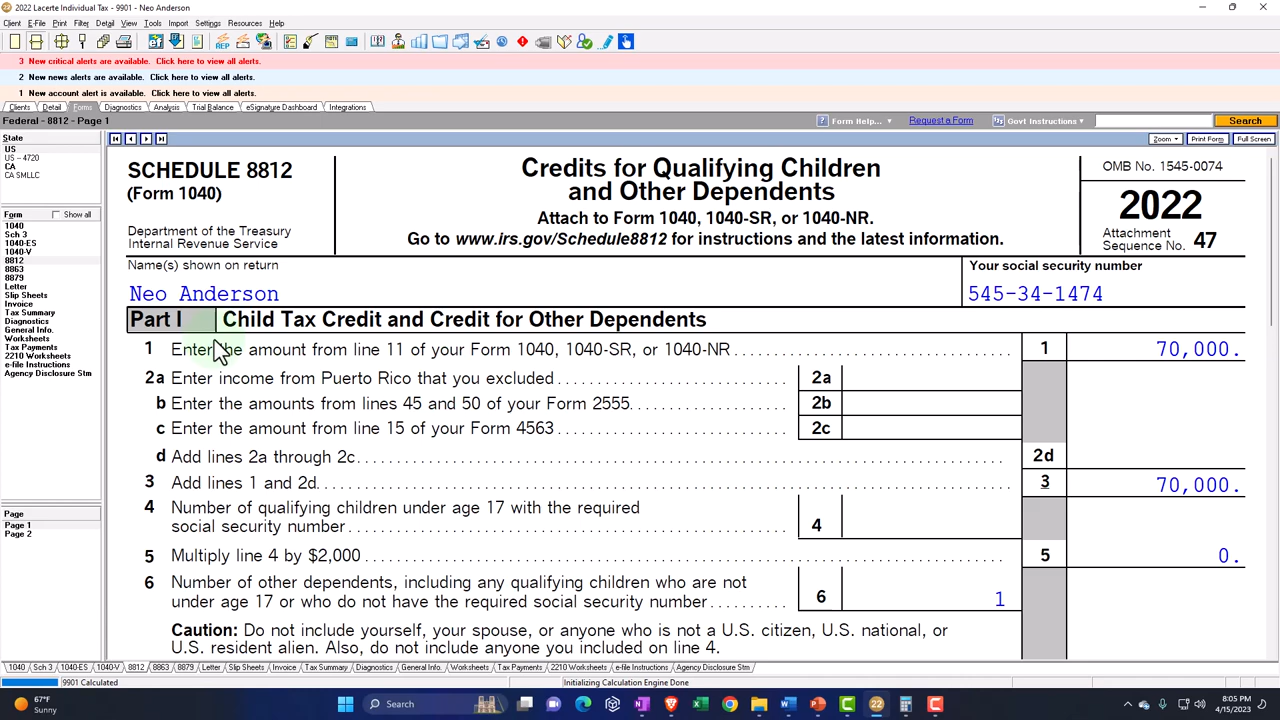 2022 Lacerte Individual Tax - 9901 - Neo Anderson
Client E-File Print Filter Detail View Tools Import Settings Resources Help
3 New critical alerts are available. Click here to view all alerts.
2 New news alerts are available. Click here to view all alerts.
1 New account alert is available. Click here to view all alerts.
Clients Detail Forms Diagnostics Analysis Trial Balance eSignature Dashboard Integrations
Federal - 8812 - Page 1 Form Help... Request a Form Govt Instructions Search
Zoom Print Form Full Screen
State
US
US - 4720
CA
CA SMLLC
Form Show all
1040
Sch 3
1040-ES
1040-V
8812
8863
8879
Letter
Slip Sheets
Invoice
Tax Summary
Diagnostics
General Info.
Worksheets
Tax Payments
2210 Worksheets
e-file Instructions
Agency Disclosure Stm
Page
Page 1
Page 2
SCHEDULE 8812
(Form 1040)
Department of the Treasury
Internal Revenue Service
Credits for Qualifying Children
and Other Dependents
Attach to Form 1040, 1040-SR, or 1040-NR.
Go to www.irs.gov/Schedule8812 for instructions and the latest information.
OMB No. 1545-0074
2022
Attachment
Sequence No. 47
Name(s) shown on return Your social security number
Neo Anderson 545-34-1474
Part I Child Tax Credit and Credit for Other Dependents
1 Enter the amount from line 11 of your Form 1040, 1040-SR, or 1040-NR 1 70,000.
2a Enter income from Puerto Rico that you excluded 2a
b Enter the amounts from lines 45 and 50 of your Form 2555 2b
c Enter the amount from line 15 of your Form 4563 2c
d Add lines 2a through 2c 2d
3 Add lines 1 and 2d 3 70,000.
4 Number of qualifying children under age 17 with the required
social security number 4
5 Multiply line 4 by $2,000 5 0.
6 Number of other dependents, including any qualifying children who are not
under age 17 or who do not have the required social security number 6 1
Caution: Do not include yourself, your spouse, or anyone who is not a U.S. citizen, U.S. national, or
U.S. resident alien. Also, do not include anyone you included on line 4.
1040 Sch 3 1040-ES 1040-V 8812 8863 8879 Letter Slip Sheets Invoice Tax Summary Diagnostics General Info. Worksheets Tax Payments 2210 Worksheets e-file Instructions Agency Disclosure Stm
9901 Calculated Initializing Calculation Engine Done
67°F
Sunny
Search
8:05 PM
4/15/2023